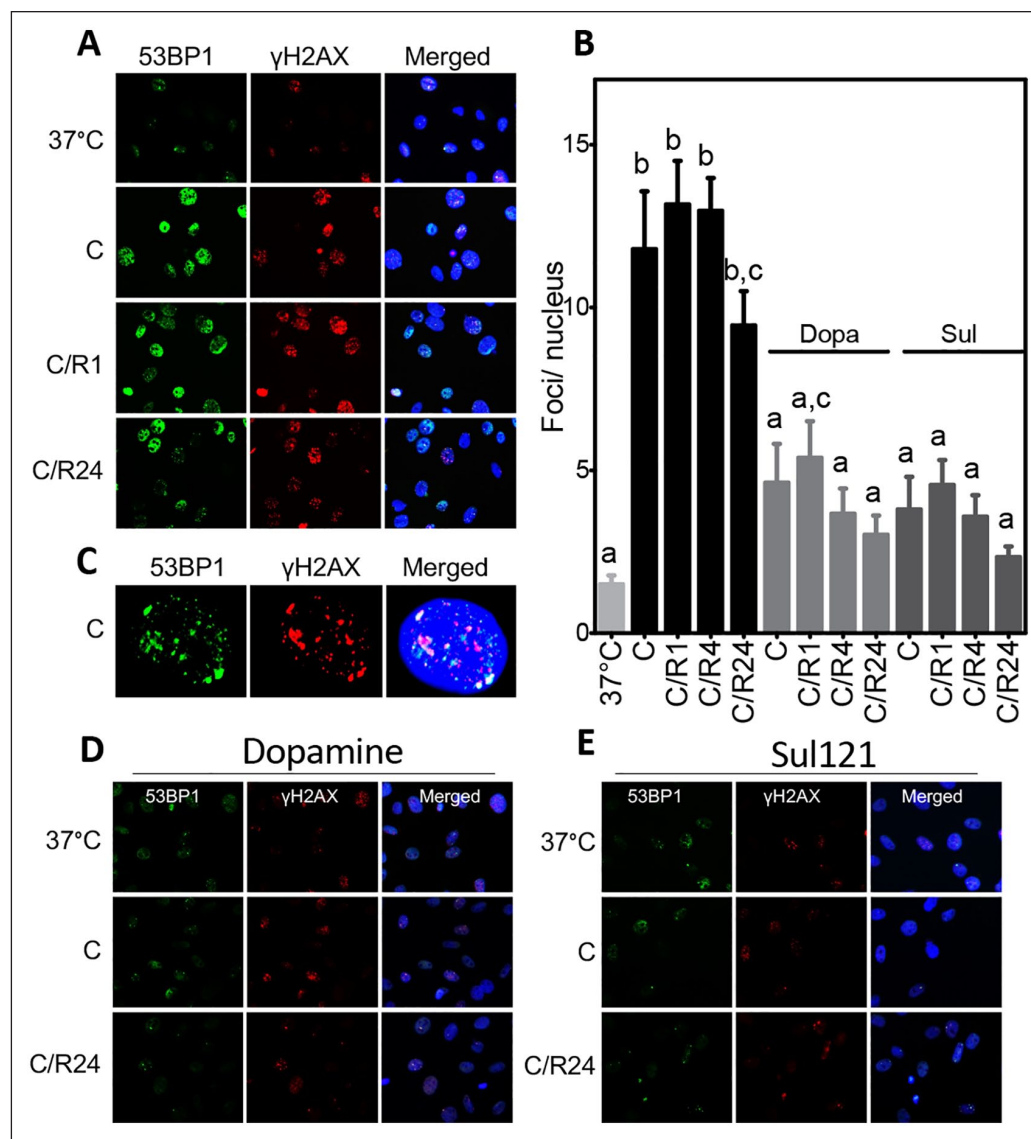 A
53BP1 γH2AX Merged
37°C
C
C/R1
C/R24
B
Foci/ nucleus
15
10
5
0
a
b
b
b
b,c
Dopa
a
a,c
a
a
Sul
a
a
a
a
37°C
C
C/R1
C/R4
C/R24
C
C/R1
C/R4
C/R24
C
C/R1
C/R4
C/R24
C
53BP1 γH2AX Merged
C
D
Dopamine
53BP1 γH2AX Merged
37°C
C
C/R24
E
Sul121
53BP1 γH2AX Merged
37°C
C
C/R24